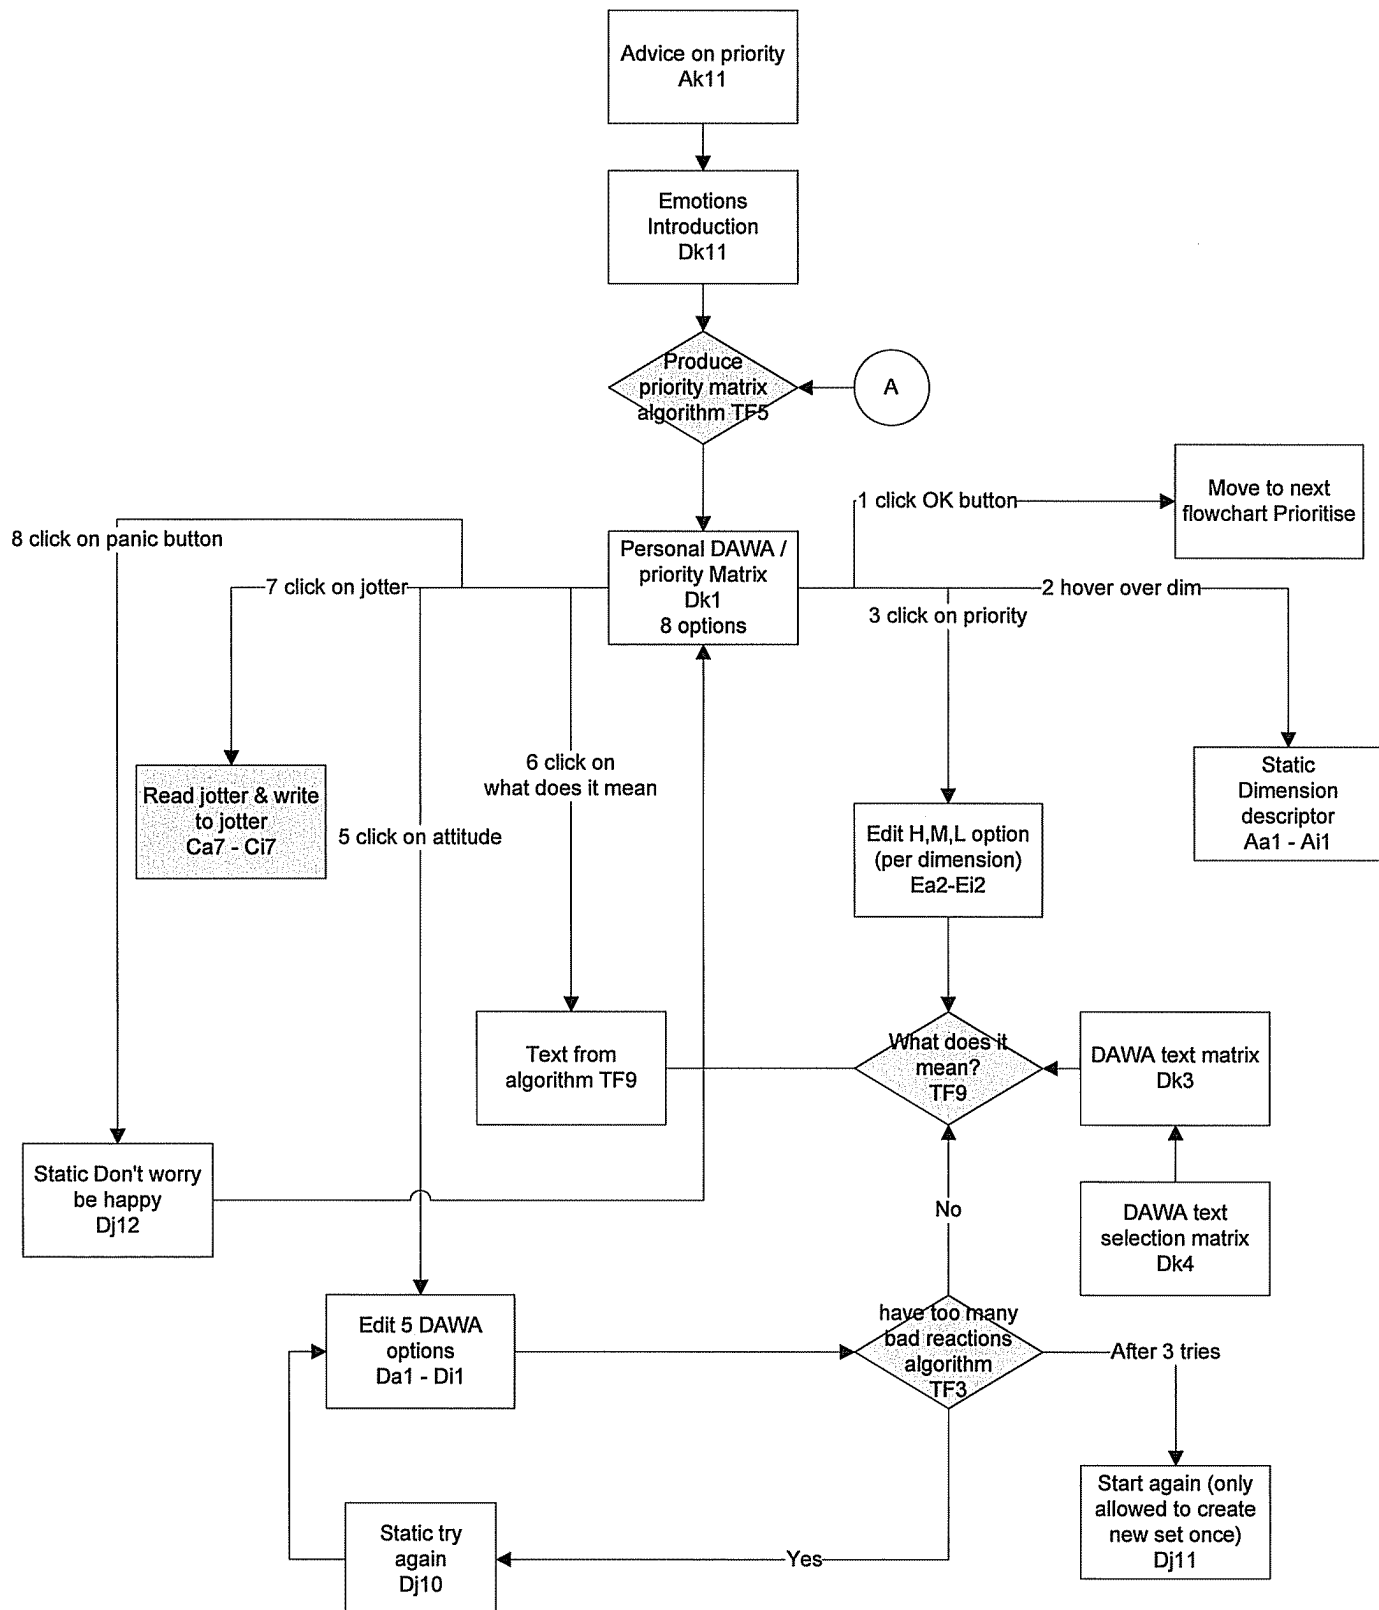 Advice on priority
Ak11
Emotions
Introduction
Dk11
Produce
priority matrix
algorithm TF5
A
1 click OK button
Move to next
flowchart Prioritise
8 click on panic button
Personal DAWA /
priority Matrix
Dk1
8 options
7 click on jotter
2 hover over dim
3 click on priority
6 click on
what does it mean
Static
Dimension
descriptor
Aa1 - Ai1
Read jotter & write
to jotter
Ca7 - Ci7
5 click on attitude
Edit H,M,L option
(per dimension)
Ea2-Ei2
Text from
algorithm TF9
What does it
mean?
TF9
DAWA text matrix
Dk3
Static Don't worry
be happy
Dj12
No
DAWA text
selection matrix
Dk4
Edit 5 DAWA
options
Da1 - Di1
have too many
bad reactions
algorithm
TF3
After 3 tries
Static try
again
Dj10
Yes
Start again (only
allowed to create
new set once)
Dj11